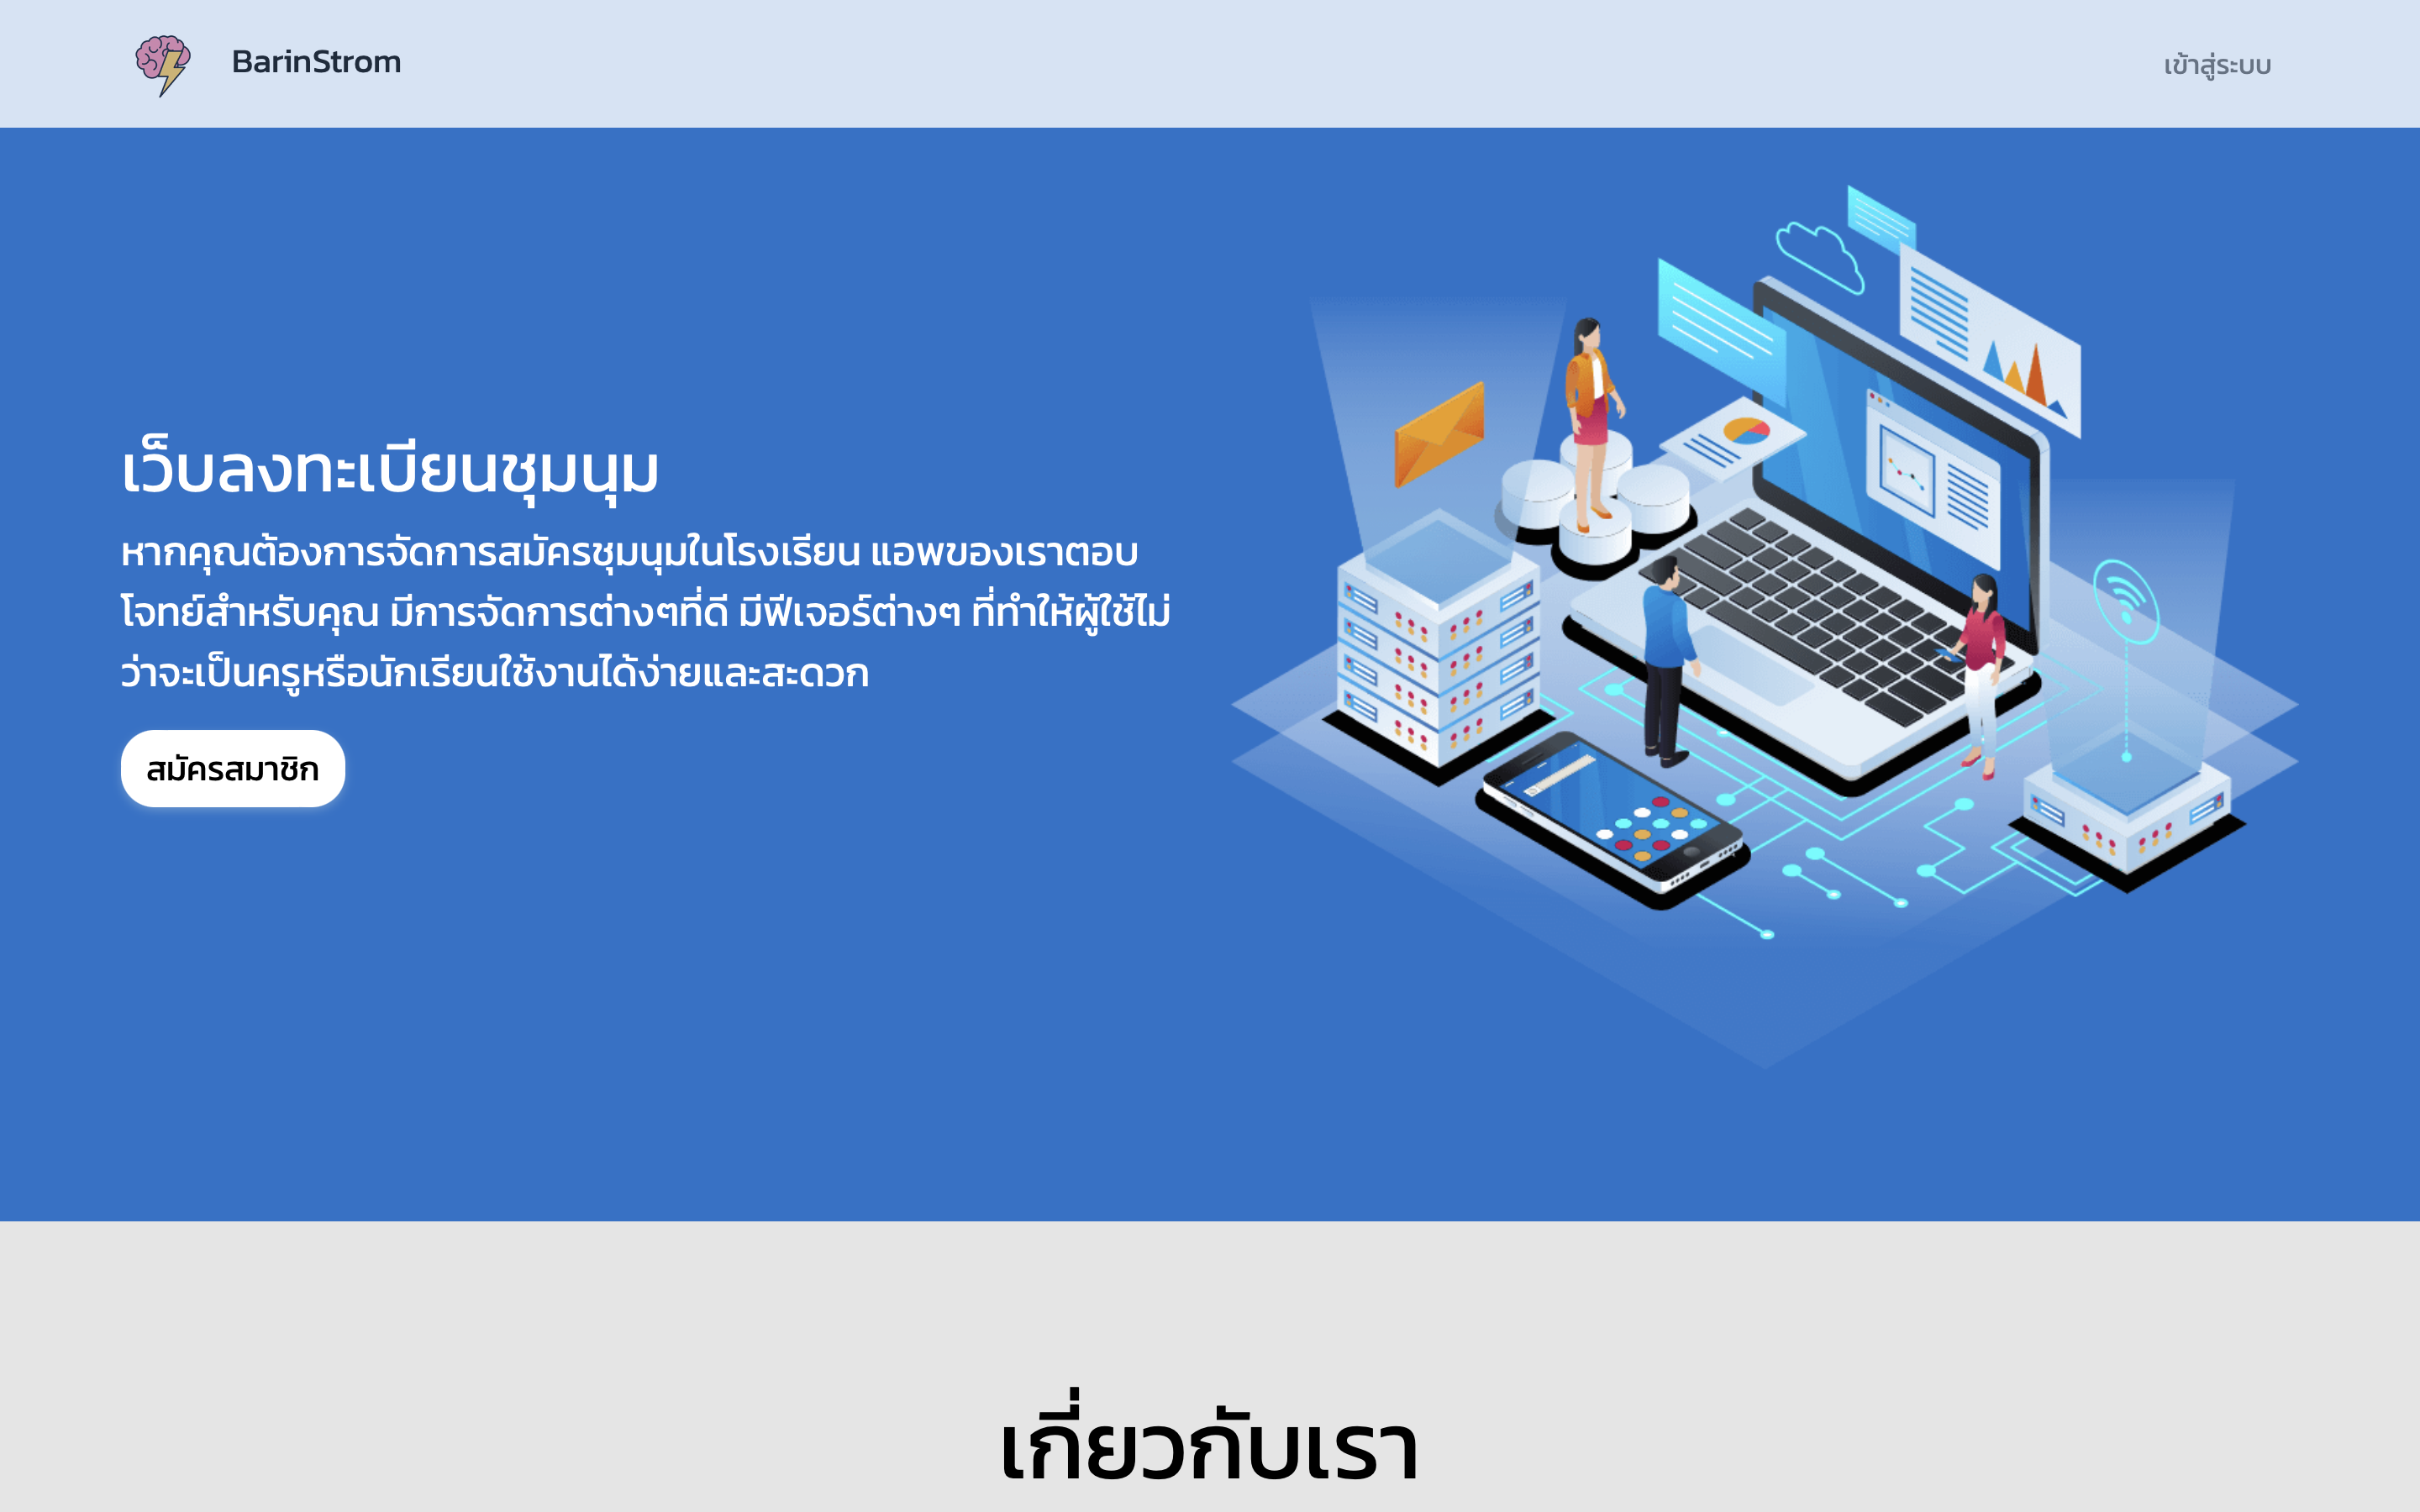 BarinStrom
เข้าสู่ระบบ
เว็บลงทะเบียนชุมนุม
หากคุณต้องการจัดการสมัครชุมนุมในโรงเรียน แอพของเราตอบ
โจทย์สำหรับคุณ มีการจัดการต่างๆที่ดี มีฟีเจอร์ต่างๆ ที่ทำให้ผู้ใช้ไม่
ว่าจะเป็นครูหรือนักเรียนใช้งานได้ง่ายและสะดวก
สมัครสมาชิก
เกี่ยวกับเรา